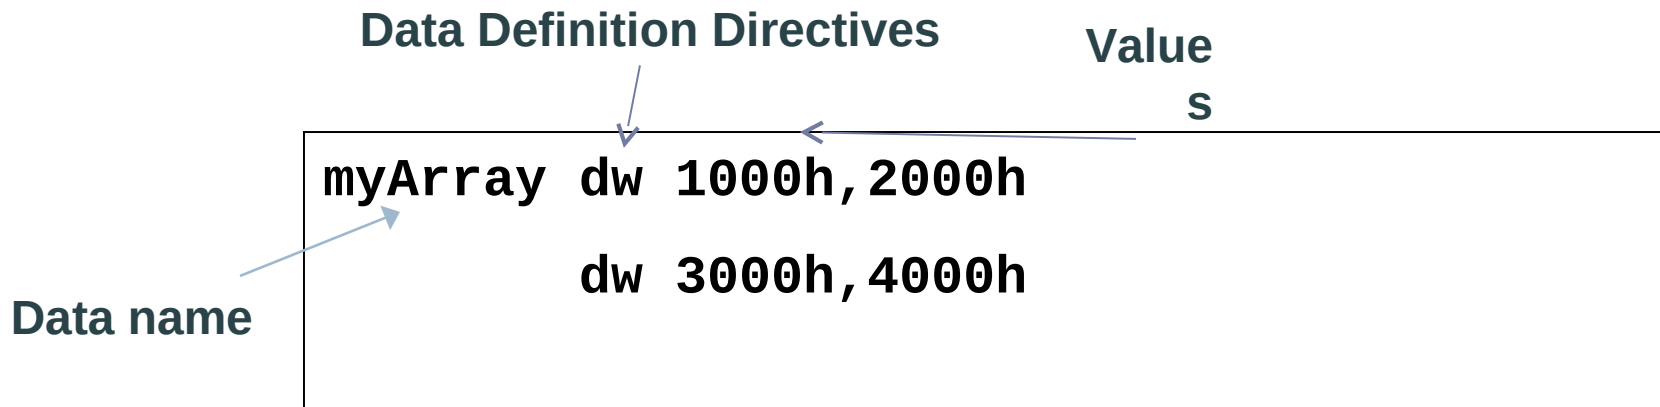 Data Definition Directives
Value
s
myArray dw 1000h,2000h
dw 3000h,4000h
Data name